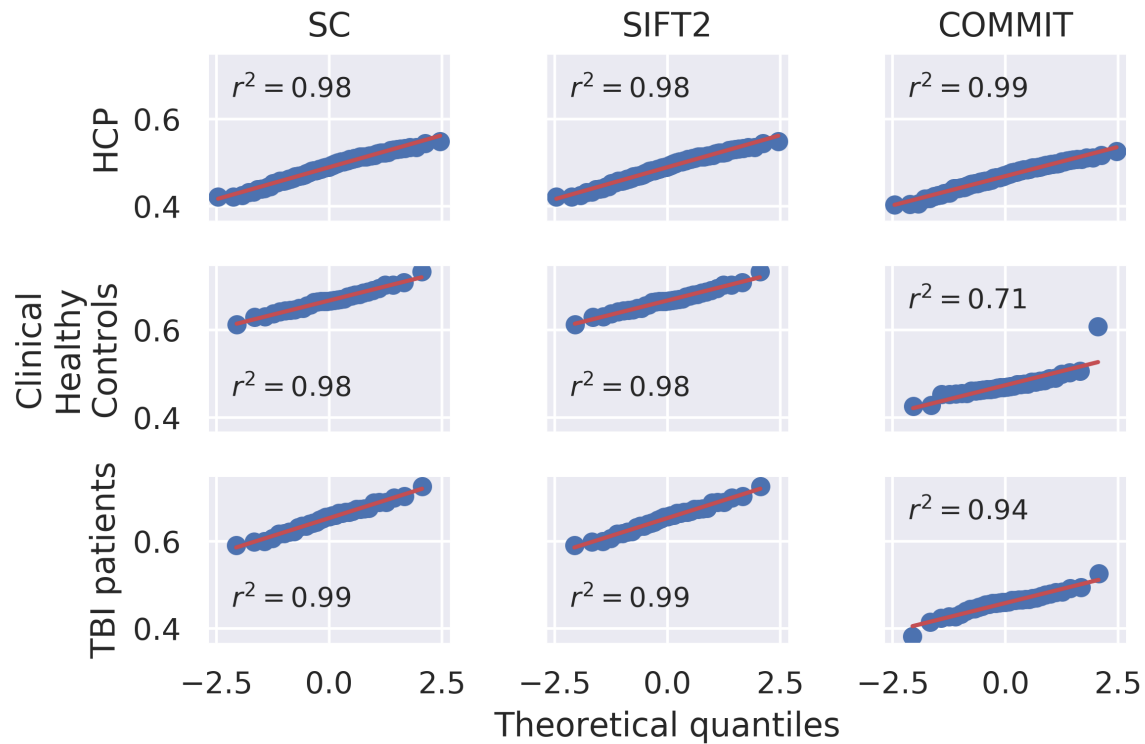 SC SIFT2 COMMIT
HCP
0.6
0.4
r² = 0.98
r² = 0.98
r² = 0.99
Clinical
Healthy
Controls
0.6
0.4
r² = 0.98
r² = 0.98
r² = 0.71
TBI patients
0.6
0.4
r² = 0.99
r² = 0.99
r² = 0.94
−2.5 0.0 2.5 −2.5 0.0 2.5 −2.5 0.0 2.5
Theoretical quantiles